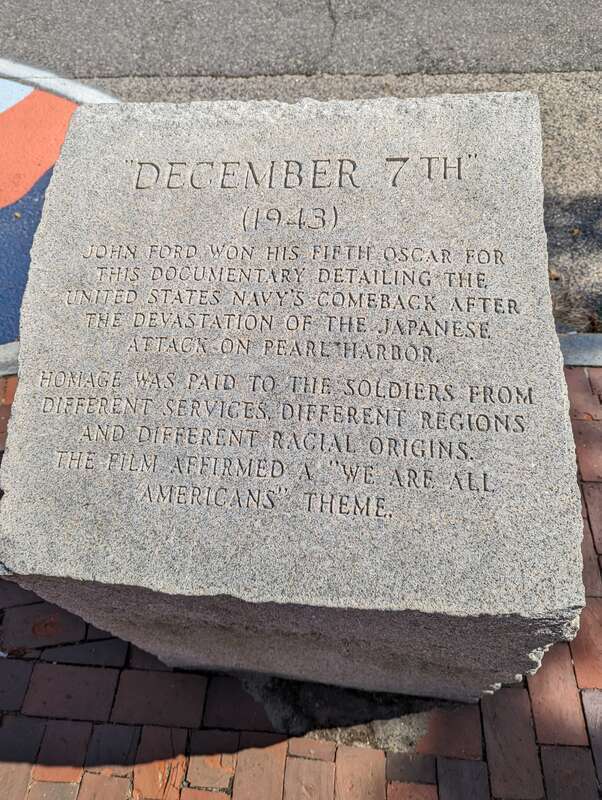 "DECEMBER 7TH"
(1943)
JOHN FORD WON HIS FIFTH OSCAR FOR
THIS DOCUMENTARY DETAILING THE
UNITED STATES NAVY'S COMEBACK AFTER
THE DEVASTATION OF THE JAPANESE
ATTACK ON PEARL HARBOR.
HOMAGE WAS PAID TO THE SOLDIERS FROM
DIFFERENT SERVICES, DIFFERENT REGIONS
AND DIFFERENT RACIAL ORIGINS.
THE FILM AFFIRMED A "WE ARE ALL
AMERICANS" THEME.